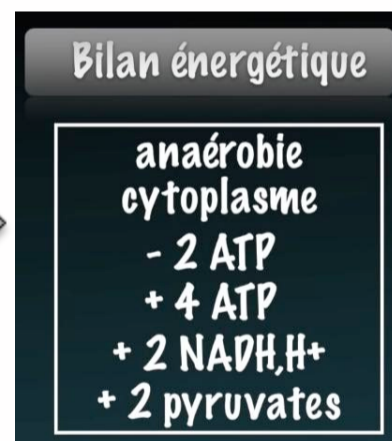 Bilan énergétique
anaérobie
cytoplasme
- 2 ATP
+ 4 ATP
+ 2 NADH,H+
+ 2 pyruvates